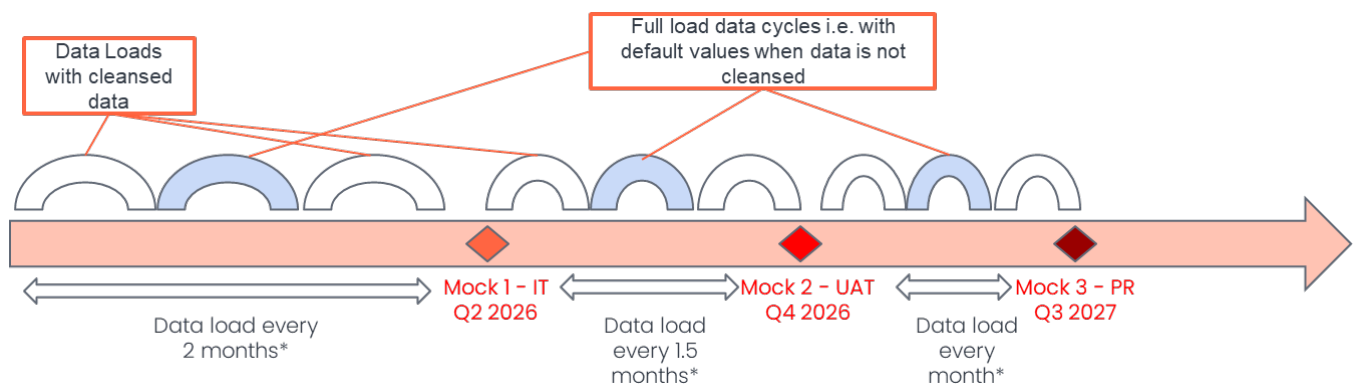 Data Loads
with cleansed
data
Full load data cycles i.e. with
default values when data is not
cleansed
Mock 1 - IT
Q2 2026
Mock 2 - UAT
Q4 2026
Mock 3 - PR
Q3 2027
Data load every
2 months*
Data load
every 1.5
months*
Data load
every
month*